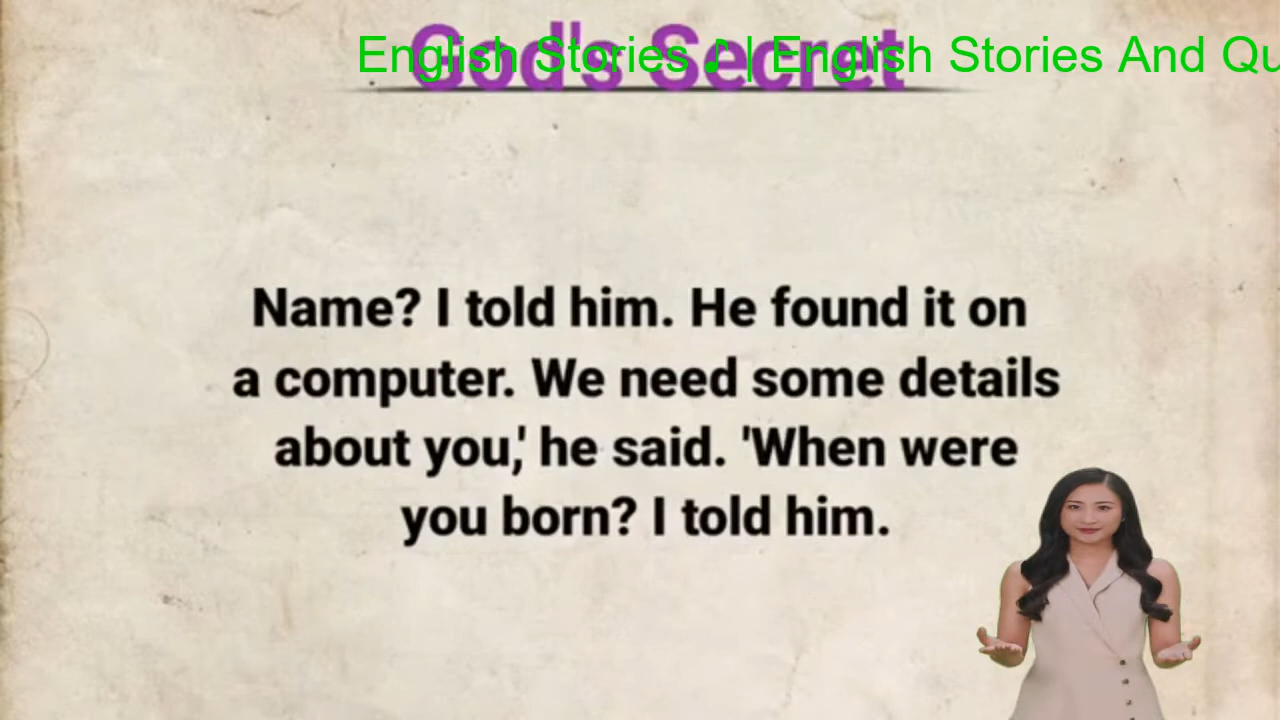 God's Secret
English Stories ♪ | English Stories And Qu
Name? I told him. He found it on
a computer. We need some details
about you,' he said. 'When were
you born? I told him.